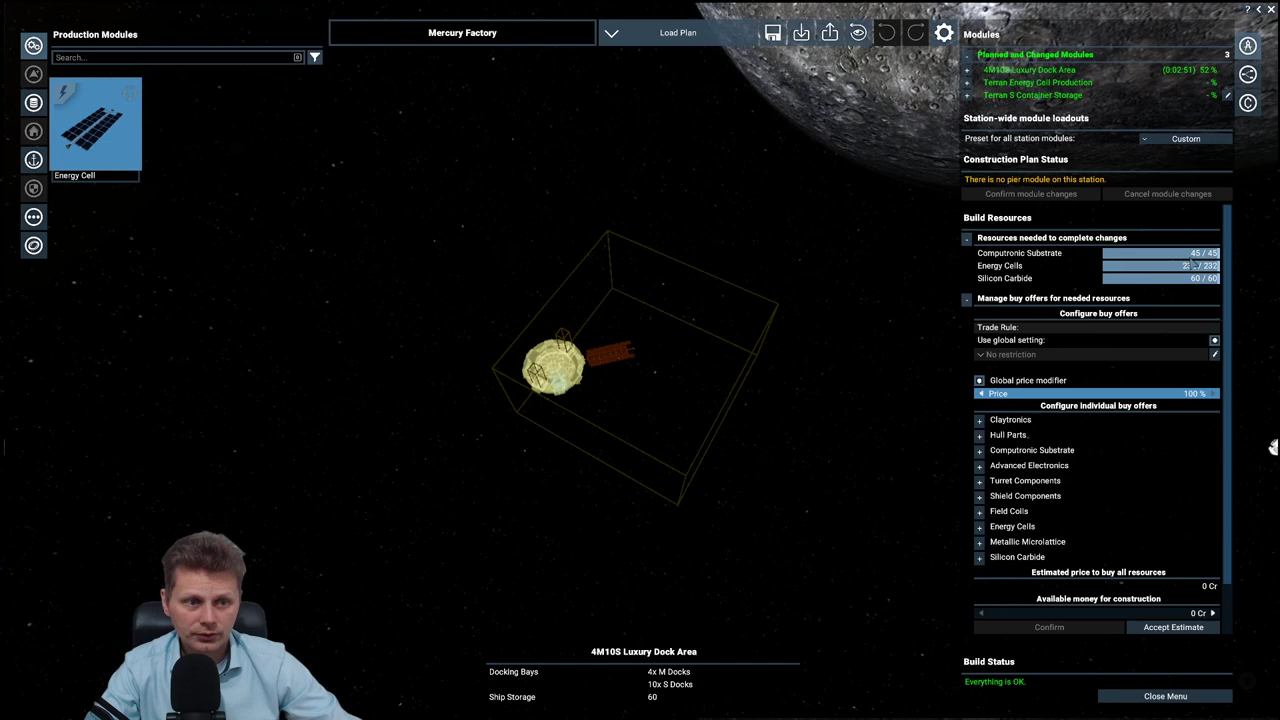 Production Modules
Search...
Energy Cell
Mercury Factory
Load Plan
Modules
Planned and Changed Modules 3
4M10S Luxury Dock Area (0:02:51) 52 %
Terran Energy Cell Production - %
Terran S Container Storage - %
Station-wide module loadouts
Preset for all station modules: Custom
Construction Plan Status
There is no pier module on this station.
Confirm module changes Cancel module changes
Build Resources
Resources needed to complete changes
Computronic Substrate 45 / 45
Energy Cells / 232
Silicon Carbide 60 / 60
Manage buy offers for needed resources
Configure buy offers
Trade Rule:
Use global setting:
No restriction
Global price modifier
Price 100 %
Configure individual buy offers
Claytronics
Hull Parts
Computronic Substrate
Advanced Electronics
Turret Components
Shield Components
Field Coils
Energy Cells
Metallic Microlattice
Silicon Carbide
Estimated price to buy all resources
0 Cr
Available money for construction
0 Cr
Confirm Accept Estimate
Build Status
Everything is OK.
Close Menu
4M10S Luxury Dock Area
Docking Bays 4x M Docks
10x S Docks
Ship Storage 60